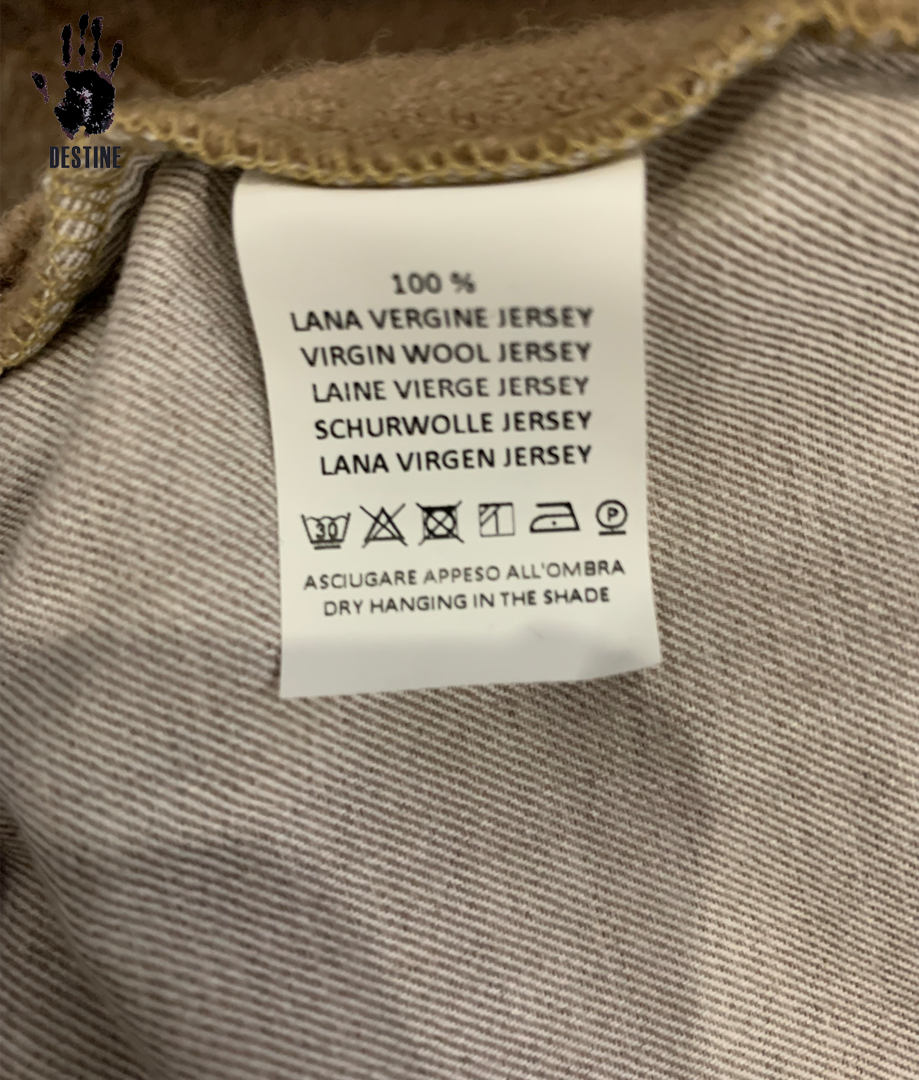 DESTINE
100 %
LANA VERGINE JERSEY
VIRGIN WOOL JERSEY
LAINE VIERGE JERSEY
SCHURWOLLE JERSEY
LANA VIRGEN JERSEY
30 P
ASCIUGARE APPESO ALL'OMBRA
DRY HANGING IN THE SHADE